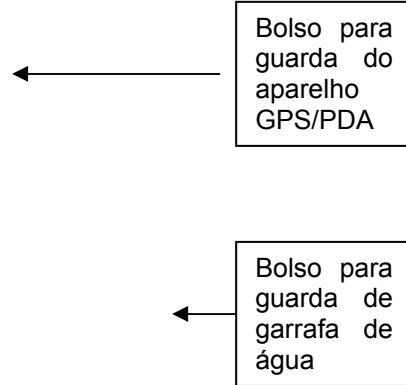 Bolso para
guarda do
aparelho
GPS/PDA
Bolso para
guarda de
garrafa de
água